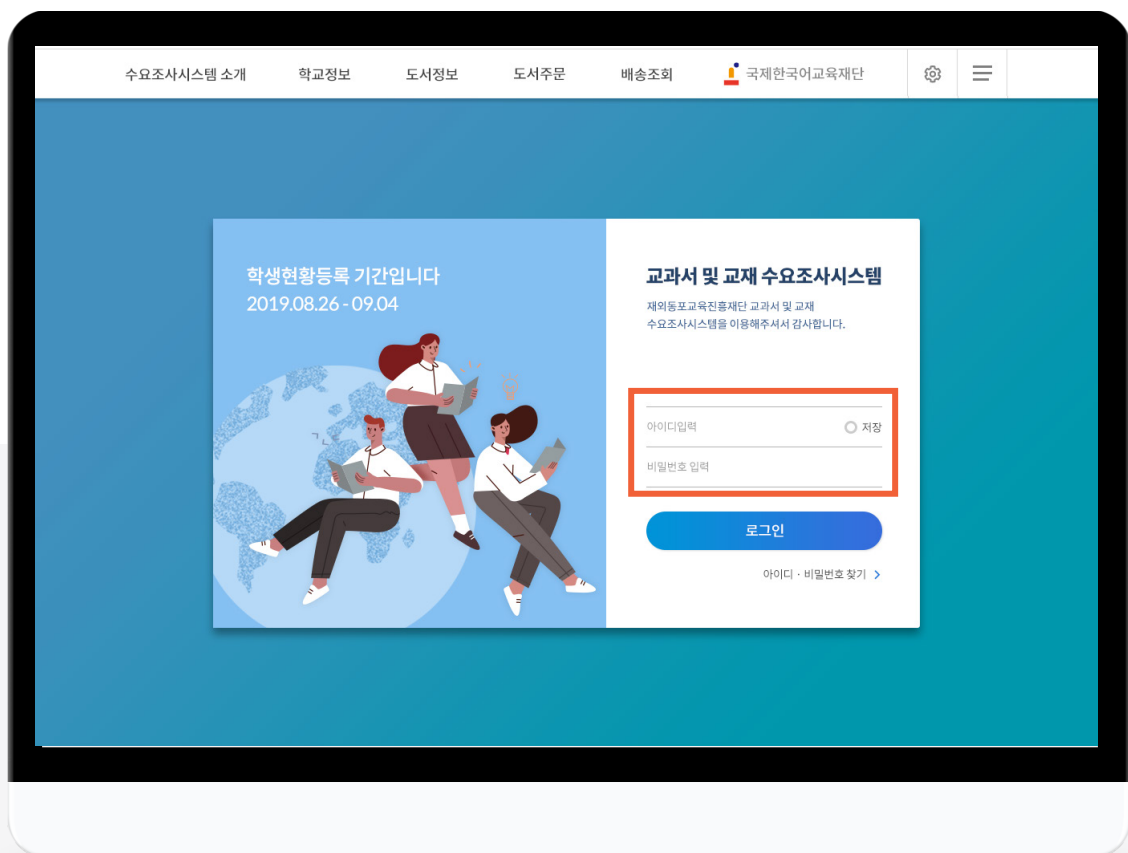 수요조사시스템 소개 학교정보 도서정보 도서주문 배송조회 국제한국어교육재단
학생현황등록 기간입니다
2019.08.26 - 09.04
교과서 및 교재 수요조사시스템
재외동포교육진흥재단 교과서 및 교재
수요조사시스템을 이용해주셔서 감사합니다.
아이디입력 저장
비밀번호 입력
로그인
아이디 · 비밀번호 찾기